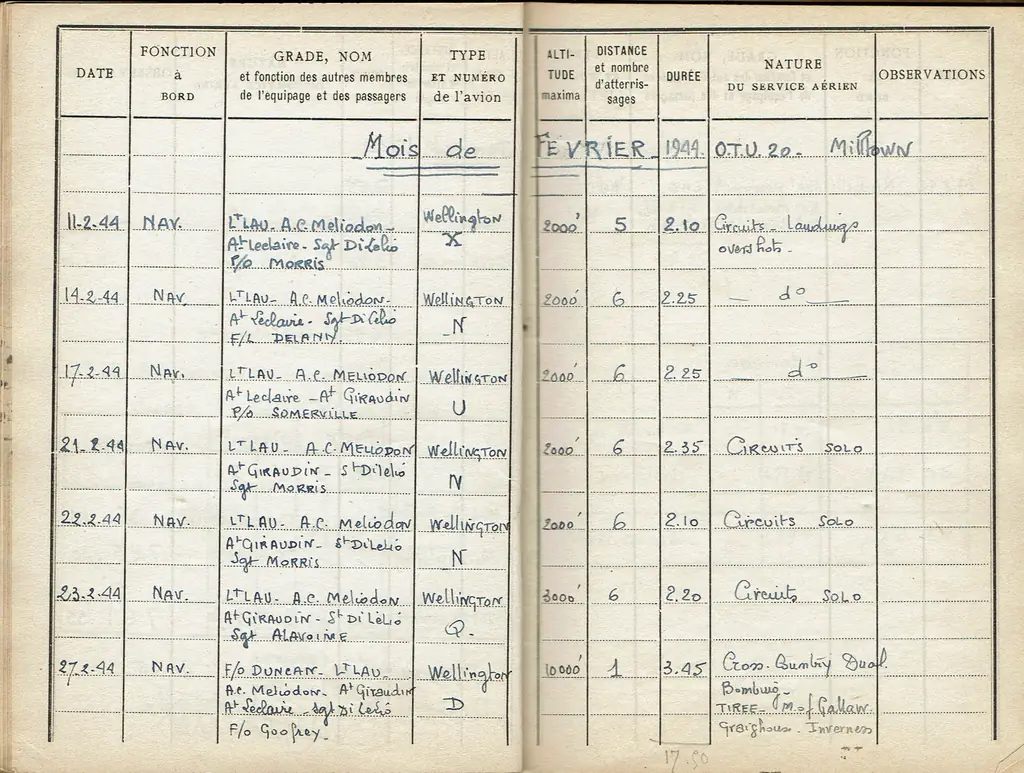 DATE
FONCTION
à
BORD
GRADE, NOM
et fonction des autres membres
de l'equipage et des passagers
TYPE
ET NUMÉRO
de l'avion
ALTI-
TUDE
maxima
DISTANCE
et nombre
d'atterris-
sages
DURÉE
NATURE
DU SERVICE AÉRIEN
OBSERVATIONS
Mois de FÉVRIER 1944. O.T.U. 20 - Milltown
11-2-44 NAV. LT LAU. A.C. Meliodon- Wellington 2000' 5 2.10 Circuits - Landings
At Leclaire - Sgt Di Lelio X overshots -
P/o MORRIS
14-2-44 NAV. LT LAU- A.C. Meliodon- Wellington 2000' 6 2.25 — do —
At Leclaire - Sgt Di Lelio N
F/L DELANY.
17-2-44 NAV. LT LAU- A.C. MELIODON Wellington 2000' 6 2.25 — do —
At Leclaire - At GIRAUDIN U
P/o SOMERVILLE
21-2-44 NAV. LT LAU- A.C. MELIODON Wellington 2000' 6 2.35 CIRCUITS SOLO
At GIRAUDIN- St Di Lelio N
Sgt MORRIS
22-2-44 NAV. LT LAU- A.C. Meliodon Wellington 2000' 6 2.10 Circuits SOLO
At GIRAUDIN- St Di Lelio N
Sgt MORRIS
23-2-44 NAV. LT LAU- A.C. Meliodon Wellington 3000' 6 2.20 Circuits SOLO
At GIRAUDIN- St Di Lelio Q.
Sgt ALAVOINE
27-2-44 NAV. F/o DUNCAN- LT LAU- Wellington 10000' 1 3.45 Cross-Country Dual.
A.C. Meliodon- At Giraudin D Bombing-
At Leclaire - Sgt Di Lelio TIREE- M. of Gallaw.
F/o Goofrey- Graighouse. Inverness
17.50